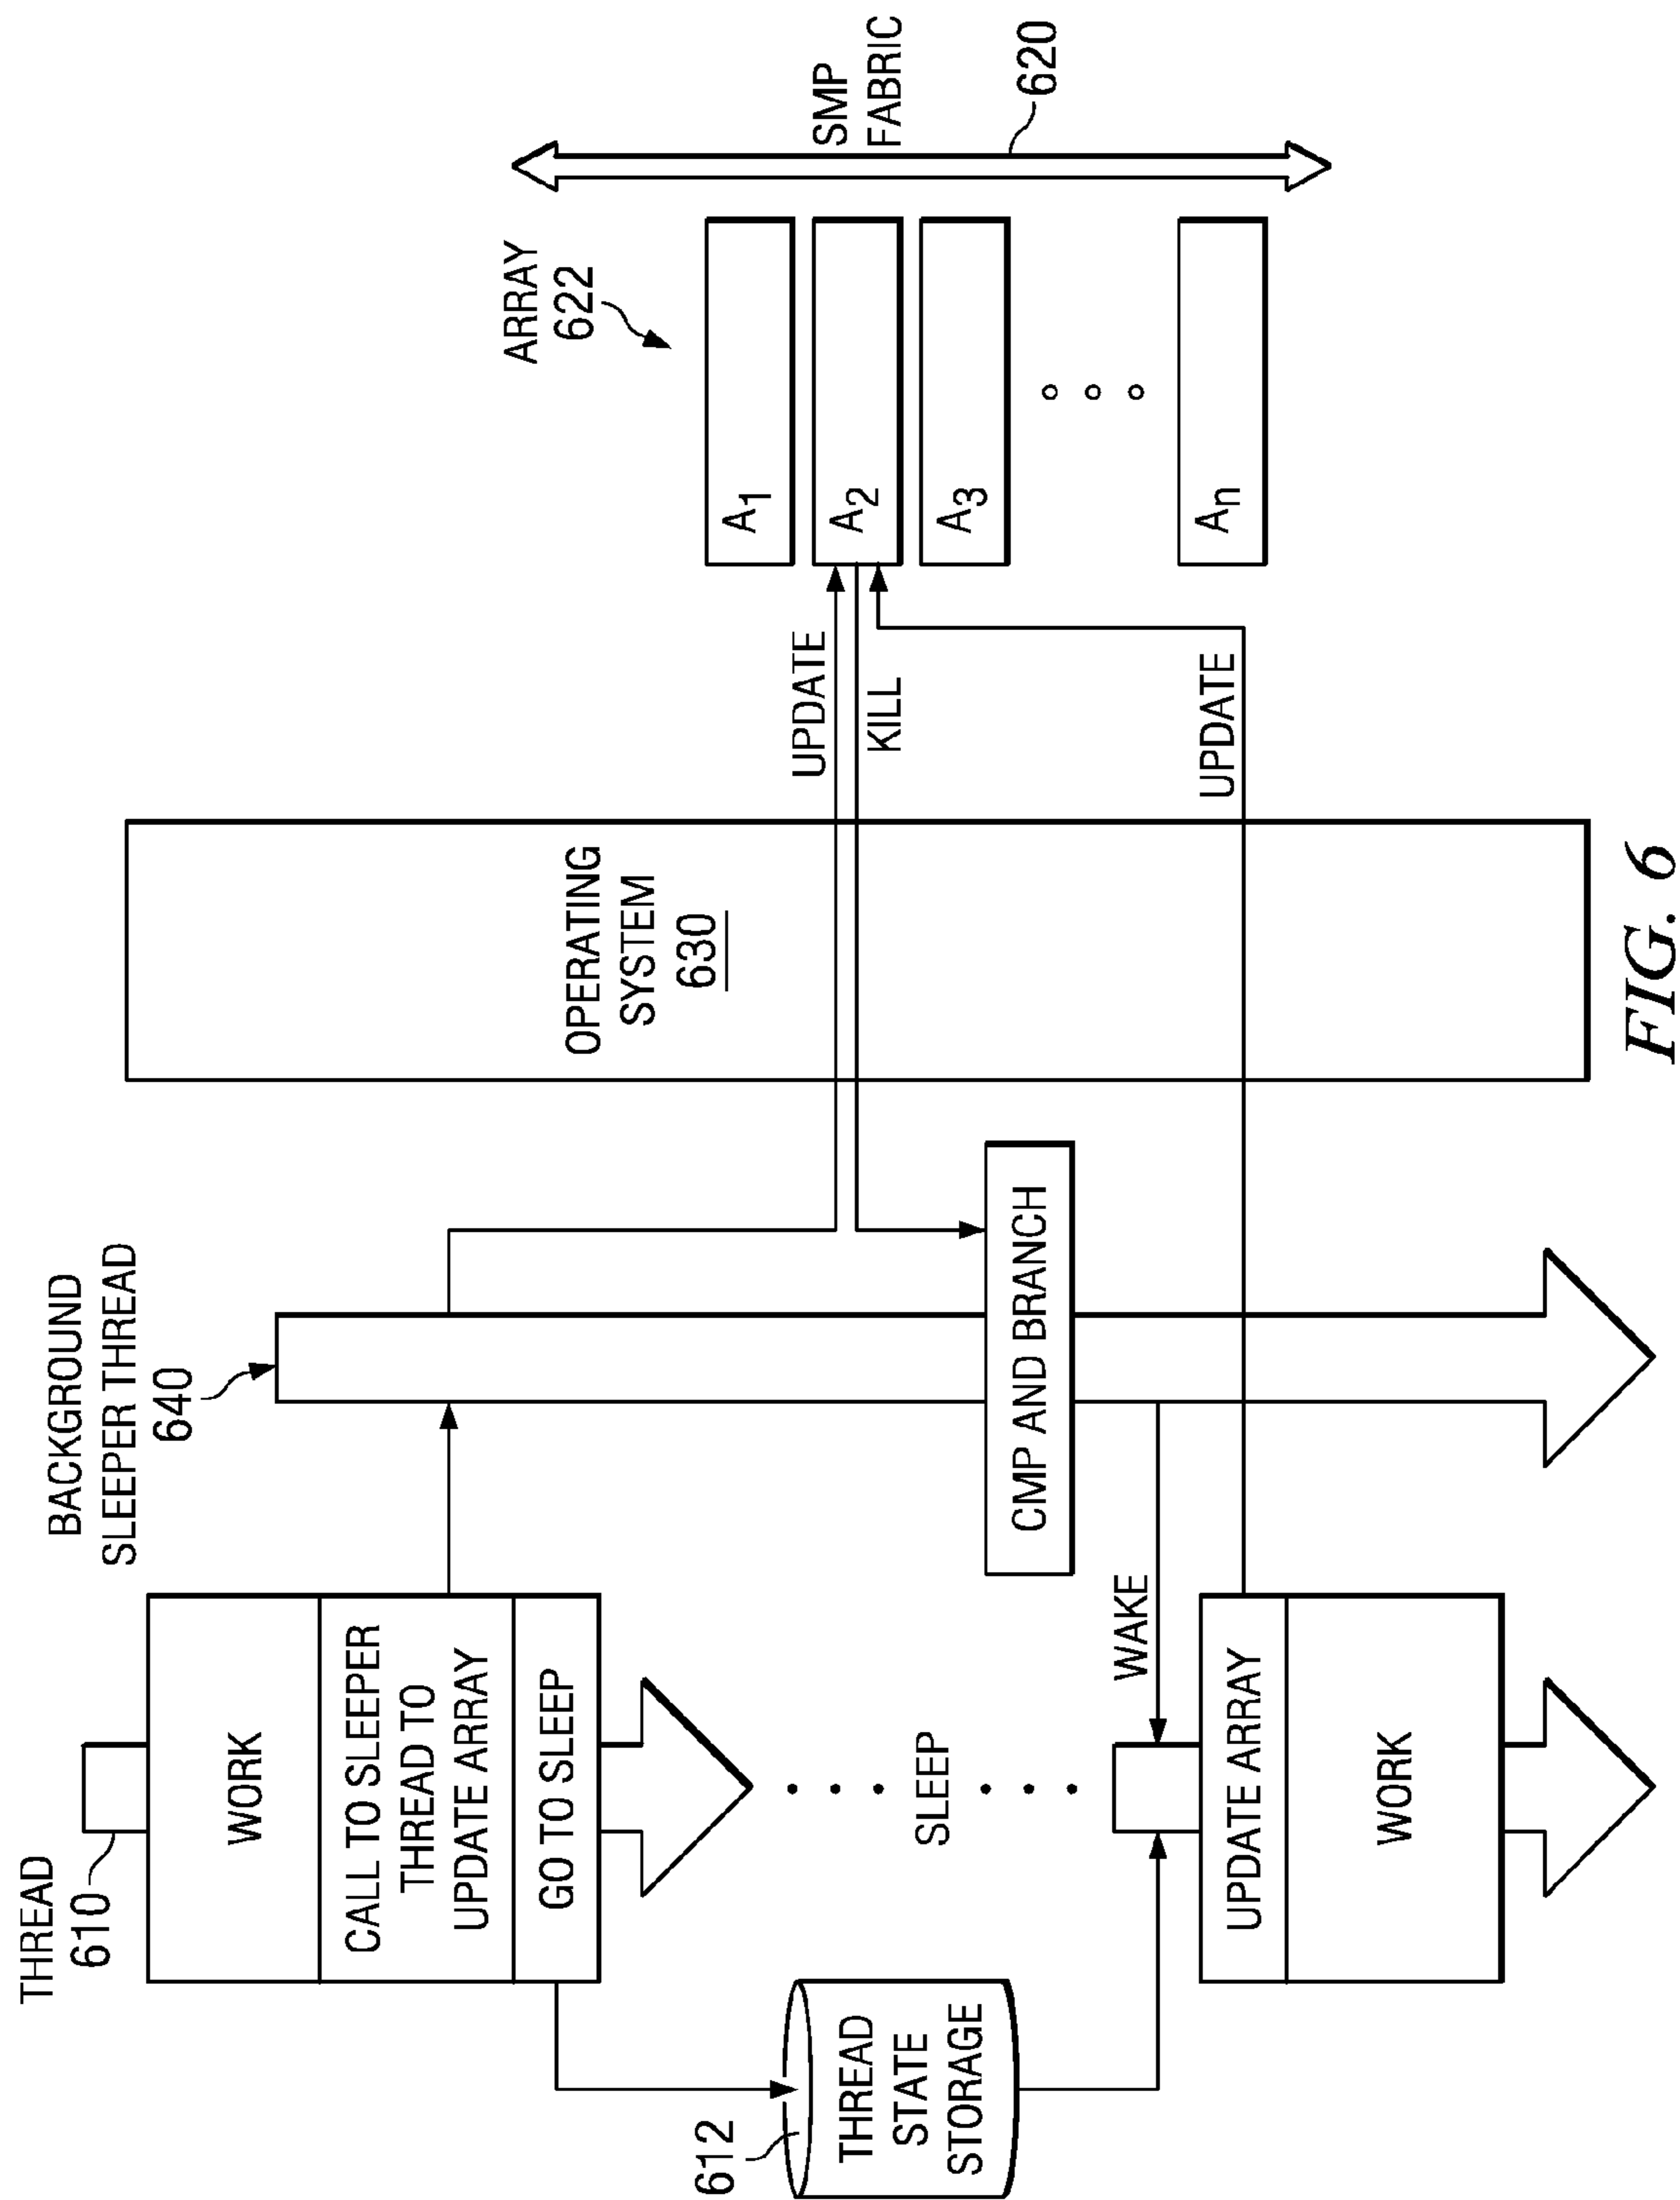 THREAD
610
WORK
CALL TO SLEEPER
THREAD TO
UPDATE ARRAY
GO TO SLEEP
612
THREAD
STATE
STORAGE
SLEEP
WAKE
UPDATE ARRAY
WORK
BACKGROUND
SLEEPER THREAD
640
CMP AND BRANCH
OPERATING
SYSTEM
630
UPDATE
KILL
UPDATE
ARRAY
622
A1
A2
A3
An
SMP
FABRIC
620
FIG. 6